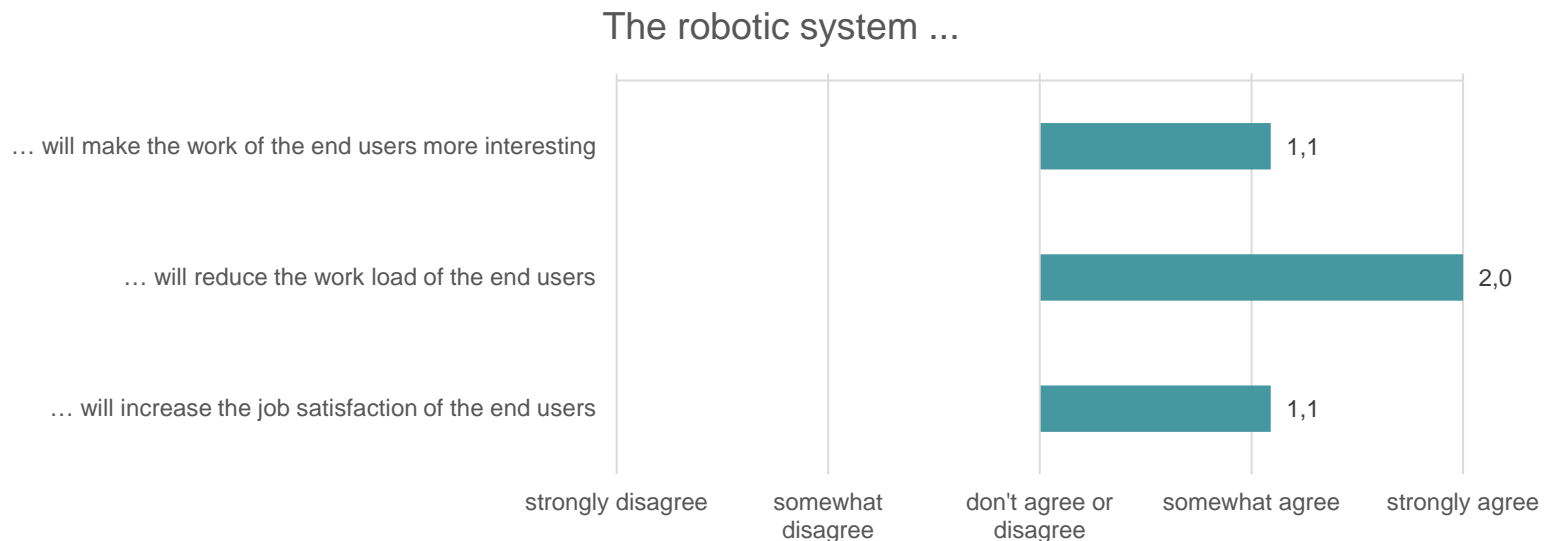 The robotic system ...
… will make the work of the end users more interesting
1,1
… will reduce the work load of the end users
2,0
… will increase the job satisfaction of the end users
1,1
strongly disagree
somewhat
disagree
don't agree or
disagree
somewhat agree
strongly agree